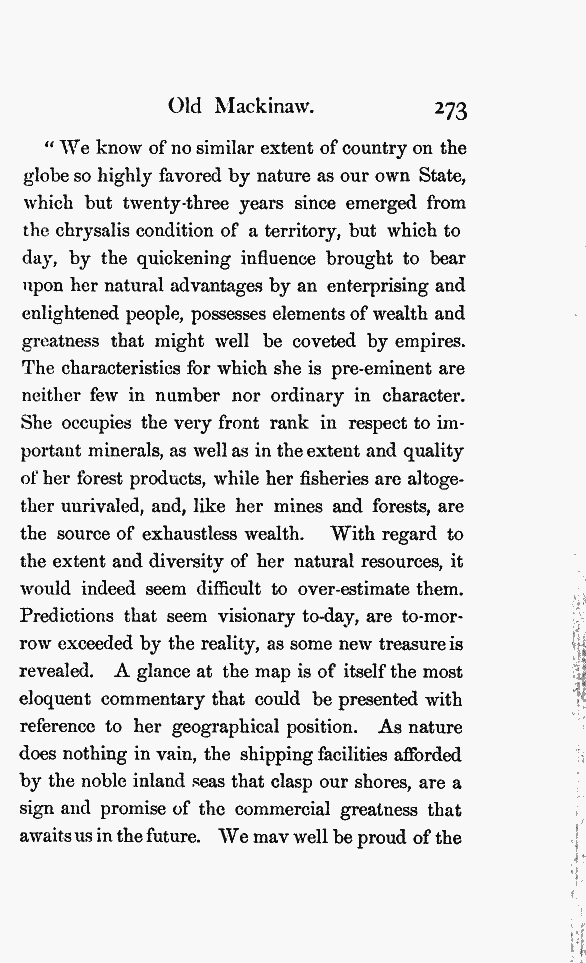 Old Mackinaw. 273
“ We know of no similar extent of country on the
globe so highly favored by nature as our own State,
which but twenty-three years since emerged from
the chrysalis condition of a territory, but which to
day, by the quickening influence brought to bear
upon her natural advantages by an enterprising and
enlightened people, possesses elements of wealth and
greatness that might well be coveted by empires.
The characteristics for which she is pre-eminent are
neither few in number nor ordinary in character.
She occupies the very front rank in respect to im-
portant minerals, as well as in the extent and quality
of her forest products, while her fisheries are altoge-
ther unrivaled, and, like her mines and forests, are
the source of exhaustless wealth. With regard to
the extent and diversity of her natural resources, it
would indeed seem difficult to over-estimate them.
Predictions that seem visionary to-day, are to-mor-
row exceeded by the reality, as some new treasure is
revealed. A glance at the map is of itself the most
eloquent commentary that could be presented with
reference to her geographical position. As nature
does nothing in vain, the shipping facilities afforded
by the noble inland seas that clasp our shores, are a
sign and promise of the commercial greatness that
awaits us in the future. We may well be proud of the